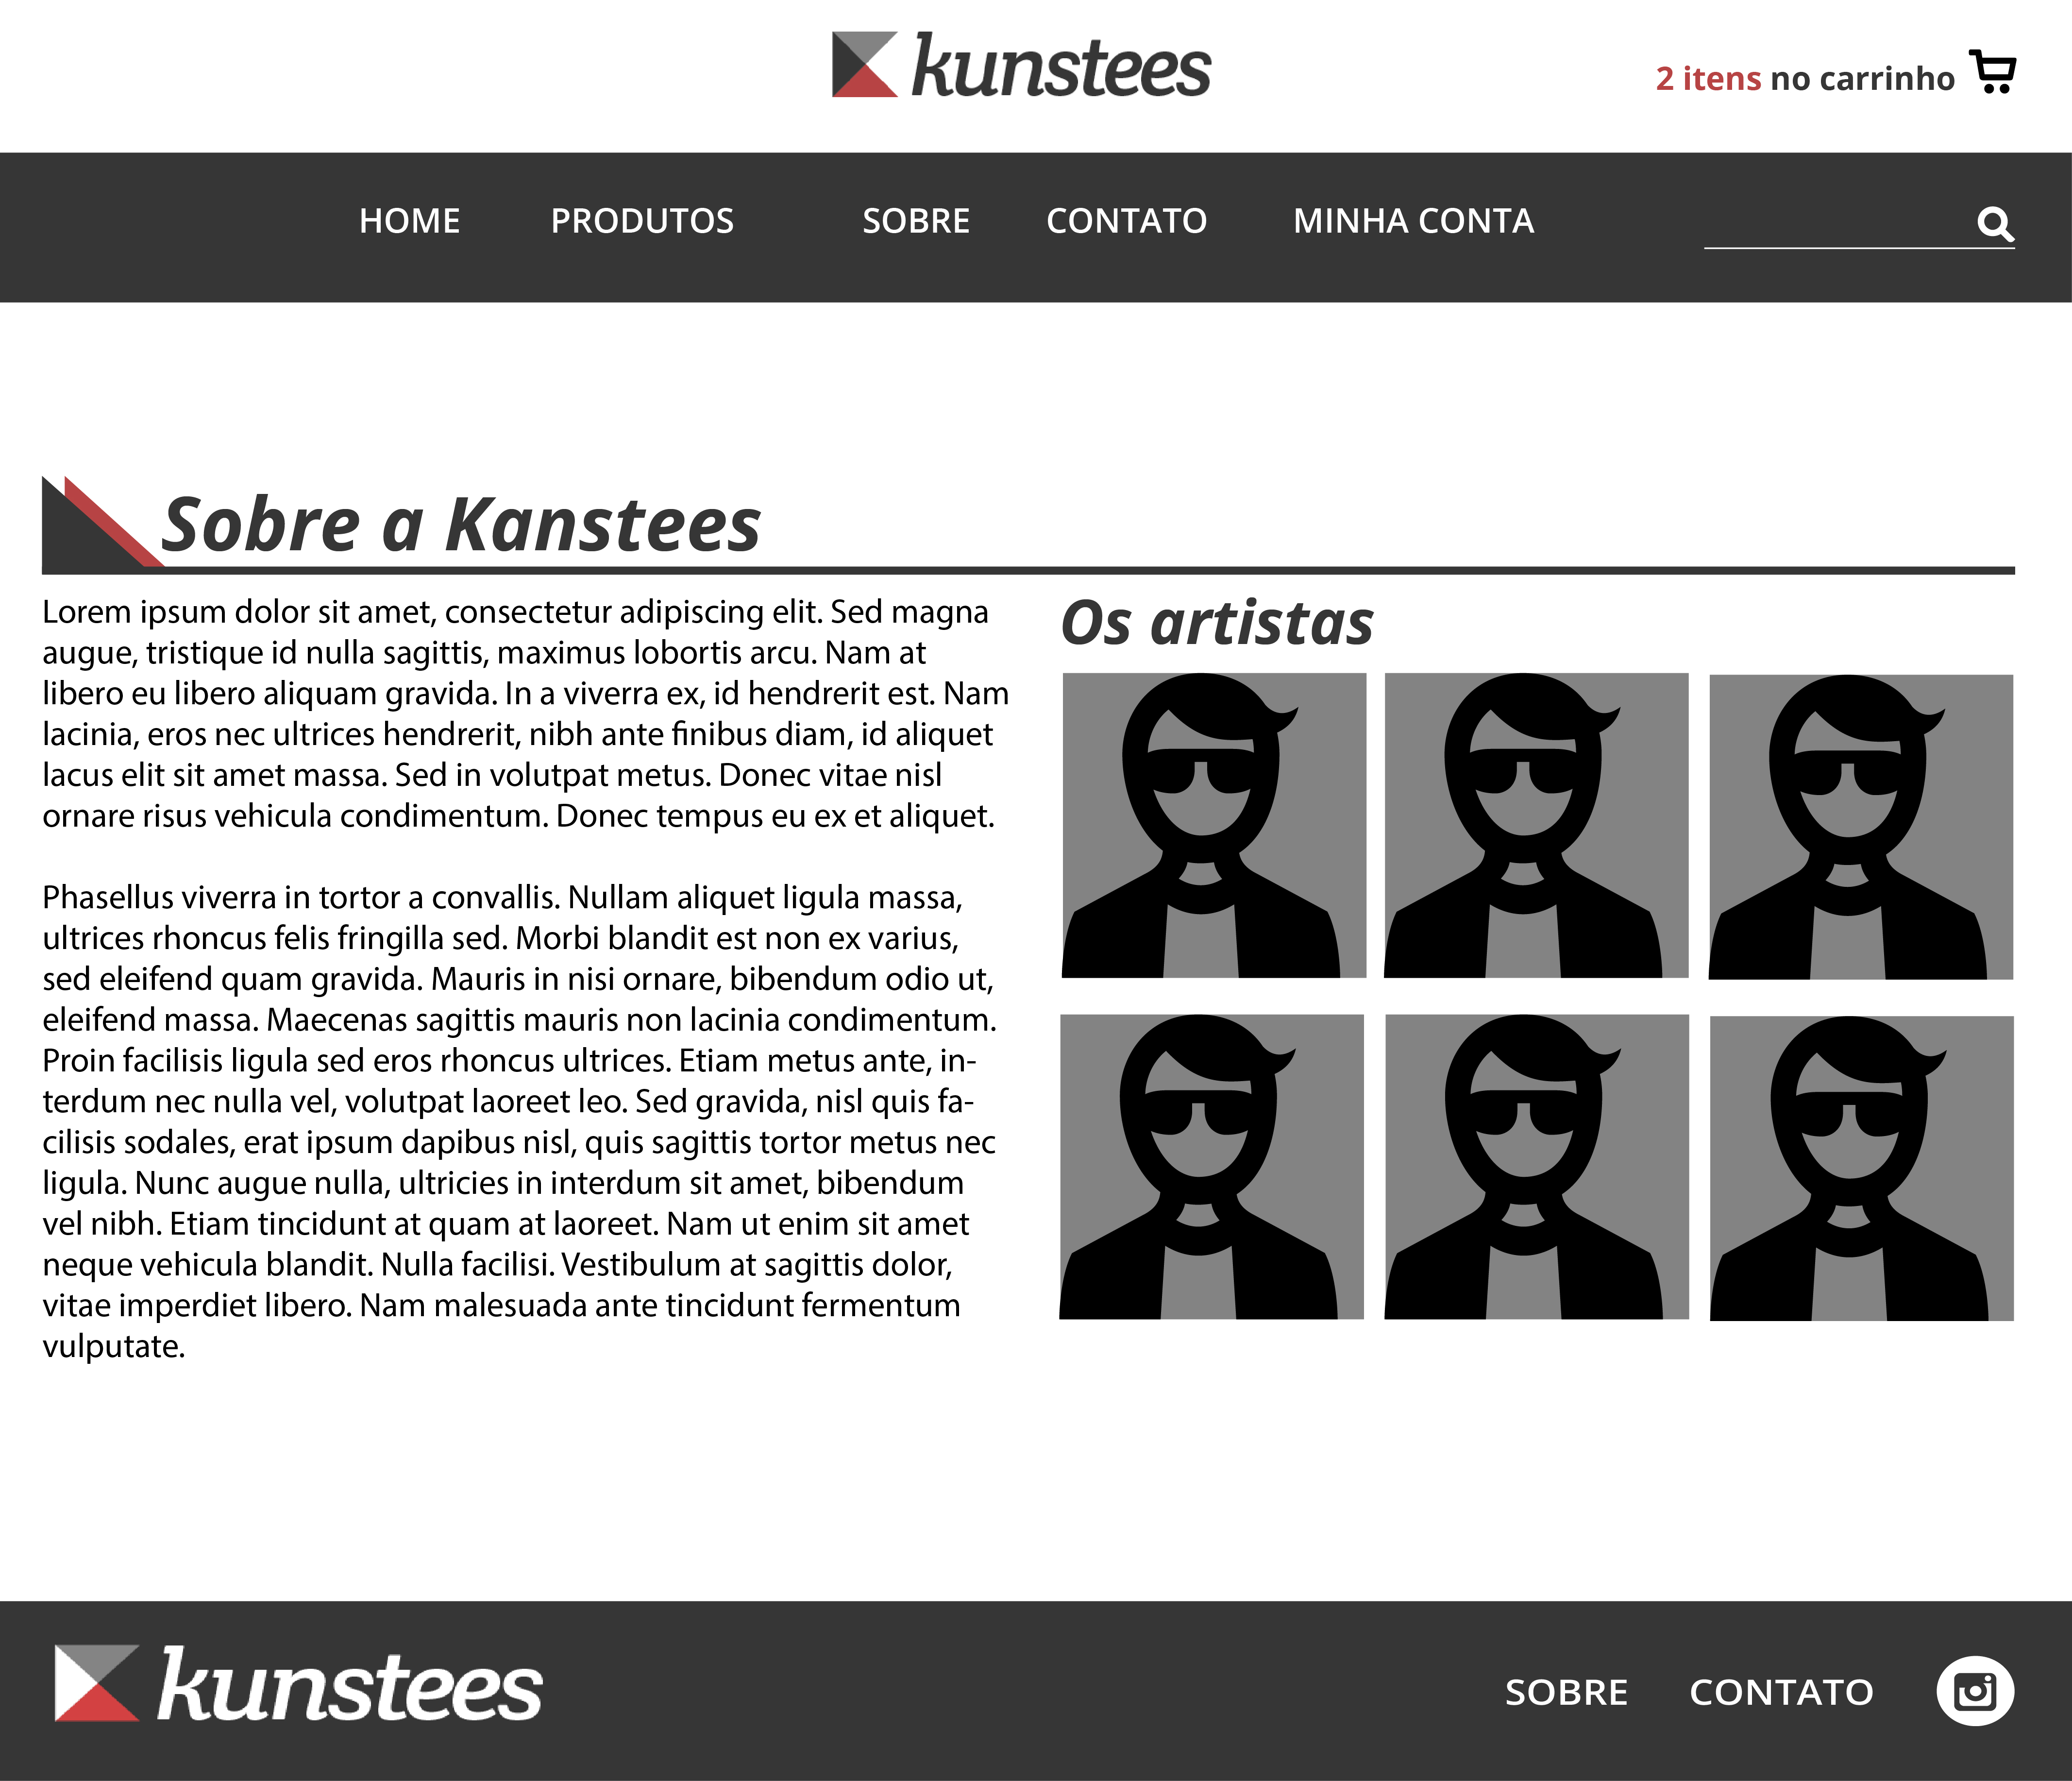 kunstees
2 itens no carrinho
HOME PRODUTOS SOBRE CONTATO MINHA CONTA
Sobre a Kanstees
Lorem ipsum dolor sit amet, consectetur adipiscing elit. Sed magna
augue, tristique id nulla sagittis, maximus lobortis arcu. Nam at
libero eu libero aliquam gravida. In a viverra ex, id hendrerit est. Nam
lacinia, eros nec ultrices hendrerit, nibh ante finibus diam, id aliquet
lacus elit sit amet massa. Sed in volutpat metus. Donec vitae nisl
ornare risus vehicula condimentum. Donec tempus eu ex et aliquet.
Phasellus viverra in tortor a convallis. Nullam aliquet ligula massa,
ultrices rhoncus felis fringilla sed. Morbi blandit est non ex varius,
sed eleifend quam gravida. Mauris in nisi ornare, bibendum odio ut,
eleifend massa. Maecenas sagittis mauris non lacinia condimentum.
Proin facilisis ligula sed eros rhoncus ultrices. Etiam metus ante, in-
terdum nec nulla vel, volutpat laoreet leo. Sed gravida, nisl quis fa-
cilisis sodales, erat ipsum dapibus nisl, quis sagittis tortor metus nec
ligula. Nunc augue nulla, ultricies in interdum sit amet, bibendum
vel nibh. Etiam tincidunt at quam at laoreet. Nam ut enim sit amet
neque vehicula blandit. Nulla facilisi. Vestibulum at sagittis dolor,
vitae imperdiet libero. Nam malesuada ante tincidunt fermentum
vulputate.
Os artistas
kunstees
SOBRE CONTATO